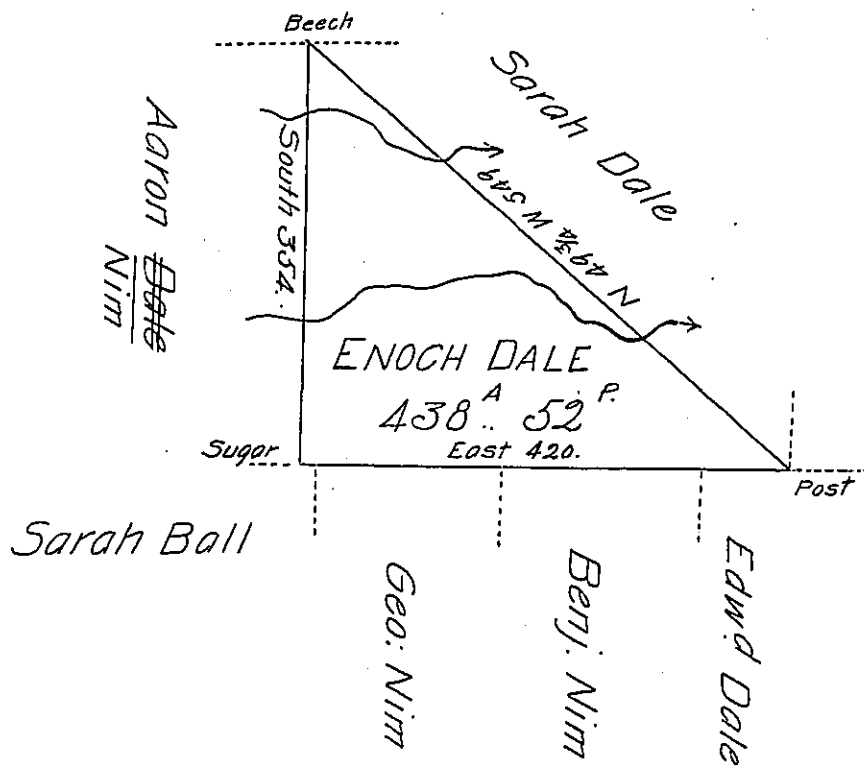 Beech
Sarah Dale
Aaron Dale
Nim
South 354.
N 49¾ W 549
ENOCH DALE
438 A .. 52 P.
East 420.
Sugar
Post
Sarah Ball
Geo: Nim
Benj. Nim
Edw.d Dale